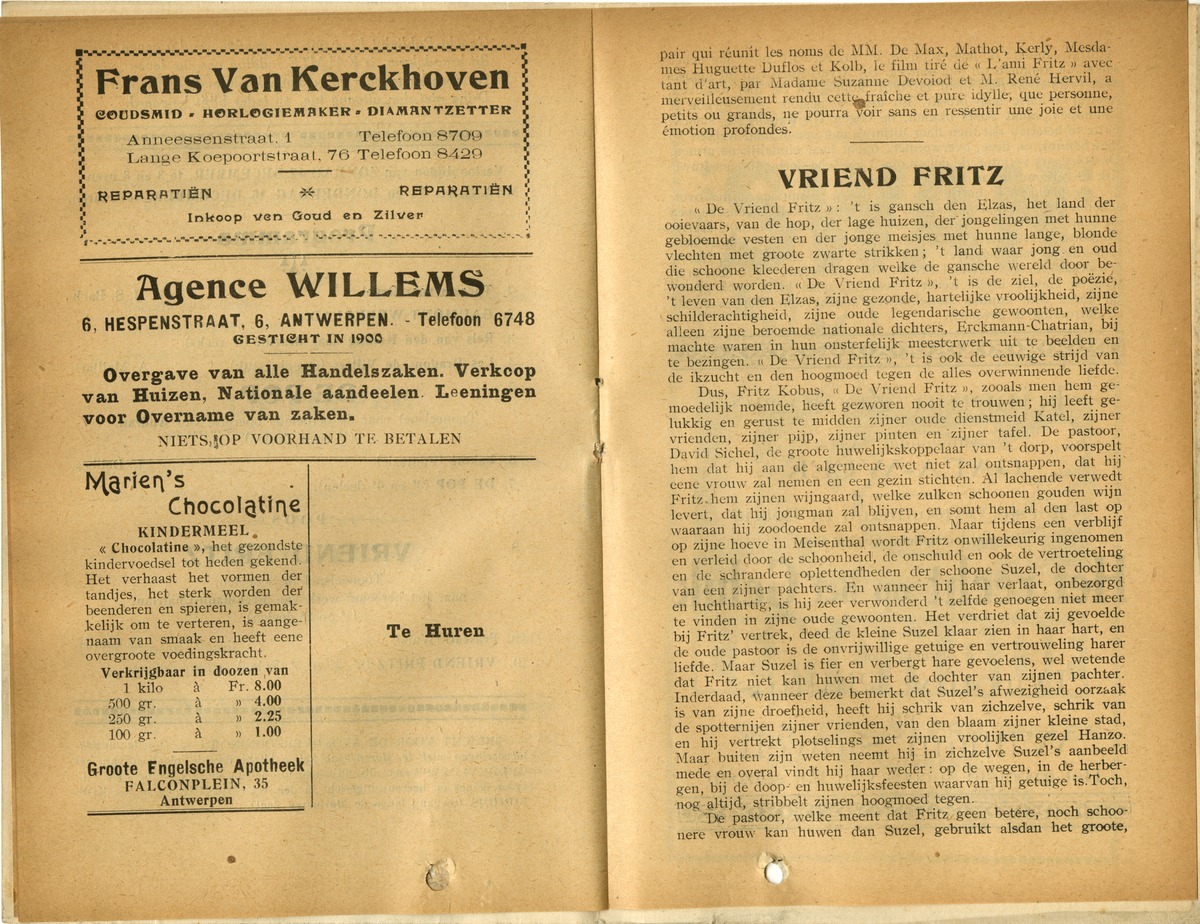 Frans Van Kerckhoven
GOUDSMID - HORLOGIEMAKER - DIAMANTZETTER
Anneessenstraat, 1 Telefoon 8709
Lange Koepoortstraat, 76 Telefoon 8429
REPARATIËN REPARATIËN
Inkoop ven Goud en Zilver
Agence WILLEMS
6, HESPENSTRAAT, 6, ANTWERPEN. - Telefoon 6748
GESTICHT IN 1900
Overgave van alle Handelszaken. Verkoop
van Huizen, Nationale aandeelen. Leeningen
voor Overname van zaken.
NIETS OP VOORHAND TE BETALEN
Marien's
Chocolatine
KINDERMEEL
« Chocolatine », het gezondste
kindervoedsel tot heden gekend.
Het verhaast het vormen der
tandjes, het sterk worden der
beenderen en spieren, is gemak-
kelijk om te verteren, is aange-
naam van smaak en heeft eene
overgroote voedingskracht.
Verkrijgbaar in doozen van
1 kilo à Fr. 8.00
500 gr. à » 4.00
250 gr. à » 2.25
100 gr. à » 1.00
Groote Engelsche Apotheek
FALCONPLEIN, 35
Antwerpen
Te Huren
pair qui réunit les noms de MM. De Max, Mathot, Kerly, Mesda-
mes Huguette Duflos et Kolb, le film tiré de « L'ami Fritz » avec
tant d'art, par Madame Suzanne Devoiod et M. René Hervil, a
merveilleusement rendu cette fraîche et pure idylle, que personne,
petits ou grands, ne pourra voir sans en ressentir une joie et une
émotion profondes.
VRIEND FRITZ
« De Vriend Fritz » : 't is gansch den Elzas, het land der
ooievaars, van de hop, der lage huizen, der jongelingen met hunne
gebloemde vesten en der jonge meisjes met hunne lange, blonde
vlechten met groote zwarte strikken ; 't land waar jong en oud
die schoone kleederen dragen welke de gansche wereld door be-
wonderd worden. « De Vriend Fritz », 't is de ziel, de poëzie,
't leven van den Elzas, zijne gezonde, hartelijke vroolijkheid, zijne
schilderachtigheid, zijne oude legendarische gewoonten, welke
alleen zijne beroemde nationale dichters, Erckmann-Chatrian, bij
machte waren in hun onsterfelijk meesterwerk uit te beelden en
te bezingen. « De Vriend Fritz », 't is ook de eeuwige strijd van
de ikzucht en den hoogmoed tegen de alles overwinnende liefde.
Dus, Fritz Kobus, « De Vriend Fritz », zooals men hem ge-
moedelijk noemde, heeft gezworen nooit te trouwen ; hij leeft ge-
lukkig en gerust te midden zijner oude dienstmeid Katel, zijner
vrienden, zijner pijp, zijner pinten en zijner tafel. De pastoor,
David Sichel, de groote huwelijkskoppelaar van 't dorp, voorspelt
hem dat hij aan de algemeene wet niet zal ontsnappen, dat hij
eene vrouw zal nemen en een gezin stichten. Al lachende verwedt
Fritz hem zijnen wijngaard, welke zulken schoonen gouden wijn
levert, dat hij jongman zal blijven, en somt hem al den last op
waaraan hij zoodoende zal ontsnappen. Maar tijdens een verblijf
op zijne hoeve in Meisenthal wordt Fritz onwillekeurig ingenomen
en verleid door de schoonheid, de onschuld en ook de vertroeteling
en de schrandere oplettendheden der schoone Suzel, de dochter
van een zijner pachters. En wanneer hij haar verlaat, onbezorgd
en luchthartig, is hij zeer verwonderd 't zelfde genoegen niet meer
te vinden in zijne oude gewoonten. Het verdriet dat zij gevoelde
bij Fritz' vertrek, deed de kleine Suzel klaar zien in haar hart, en
de oude pastoor is de onvrijwillige getuige en vertrouweling harer
liefde. Maar Suzel is fier en verbergt hare gevoelens, wel wetende
dat Fritz niet kan huwen met de dochter van zijnen pachter.
Inderdaad, wanneer deze bemerkt dat Suzel's afwezigheid oorzaak
is van zijne droefheid, heeft hij schrik van zichzelve, schrik van
de spotternijen zijner vrienden, van den blaam zijner kleine stad,
en hij vertrekt plotselings met zijnen vroolijken gezel Hanzo.
Maar buiten zijn weten neemt hij in zichzelve Suzel's aanbeeld
mede en overal vindt hij haar weder : op de wegen, in de herber-
gen, bij de doop- en huwelijksfeesten waarvan hij getuige is. Toch,
nog altijd, stribbelt zijnen hoogmoed tegen.
De pastoor, welke meent dat Fritz geen betere, noch schoo-
nere vrouw kan huwen dan Suzel, gebruikt alsdan het groote,